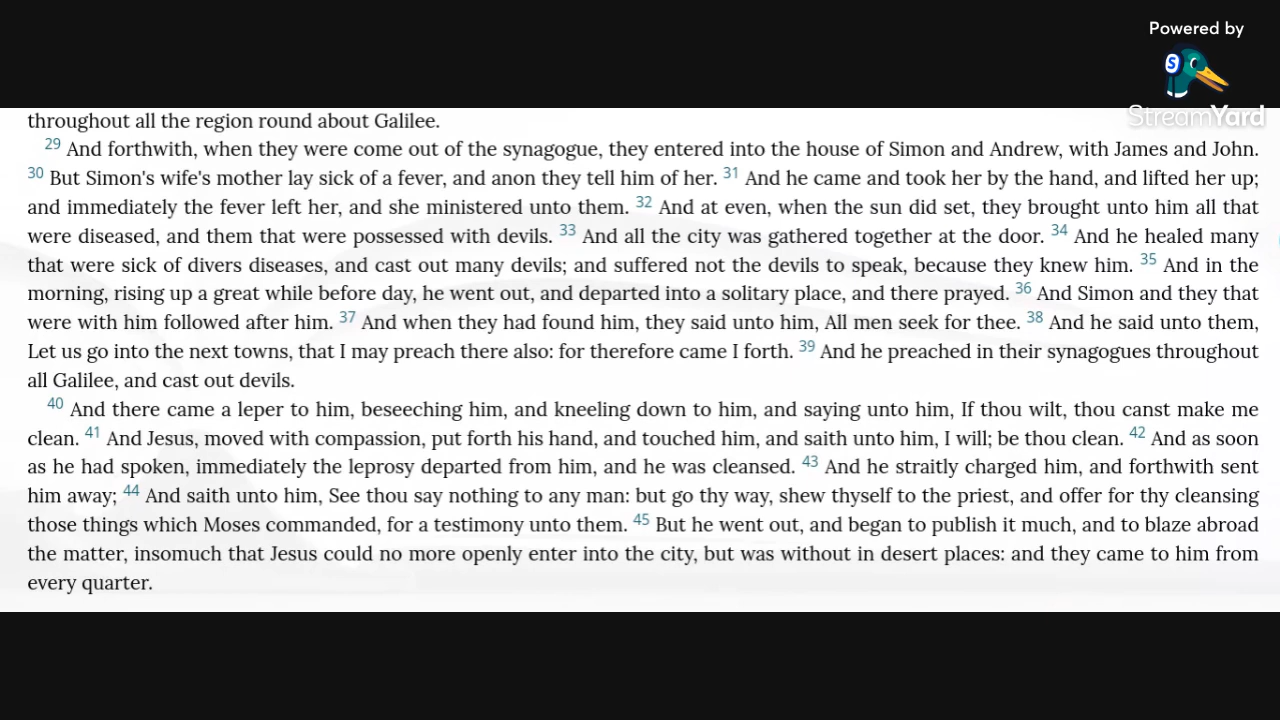 Powered by
S
StreamYard
throughout all the region round about Galilee.
29 And forthwith, when they were come out of the synagogue, they entered into the house of Simon and Andrew, with James and John.
30 But Simon's wife's mother lay sick of a fever, and anon they tell him of her. 31 And he came and took her by the hand, and lifted her up;
and immediately the fever left her, and she ministered unto them. 32 And at even, when the sun did set, they brought unto him all that
were diseased, and them that were possessed with devils. 33 And all the city was gathered together at the door. 34 And he healed many
that were sick of divers diseases, and cast out many devils; and suffered not the devils to speak, because they knew him. 35 And in the
morning, rising up a great while before day, he went out, and departed into a solitary place, and there prayed. 36 And Simon and they that
were with him followed after him. 37 And when they had found him, they said unto him, All men seek for thee. 38 And he said unto them,
Let us go into the next towns, that I may preach there also: for therefore came I forth. 39 And he preached in their synagogues throughout
all Galilee, and cast out devils.
40 And there came a leper to him, beseeching him, and kneeling down to him, and saying unto him, If thou wilt, thou canst make me
clean. 41 And Jesus, moved with compassion, put forth his hand, and touched him, and saith unto him, I will; be thou clean. 42 And as soon
as he had spoken, immediately the leprosy departed from him, and he was cleansed. 43 And he straitly charged him, and forthwith sent
him away; 44 And saith unto him, See thou say nothing to any man: but go thy way, shew thyself to the priest, and offer for thy cleansing
those things which Moses commanded, for a testimony unto them. 45 But he went out, and began to publish it much, and to blaze abroad
the matter, insomuch that Jesus could no more openly enter into the city, but was without in desert places: and they came to him from
every quarter.